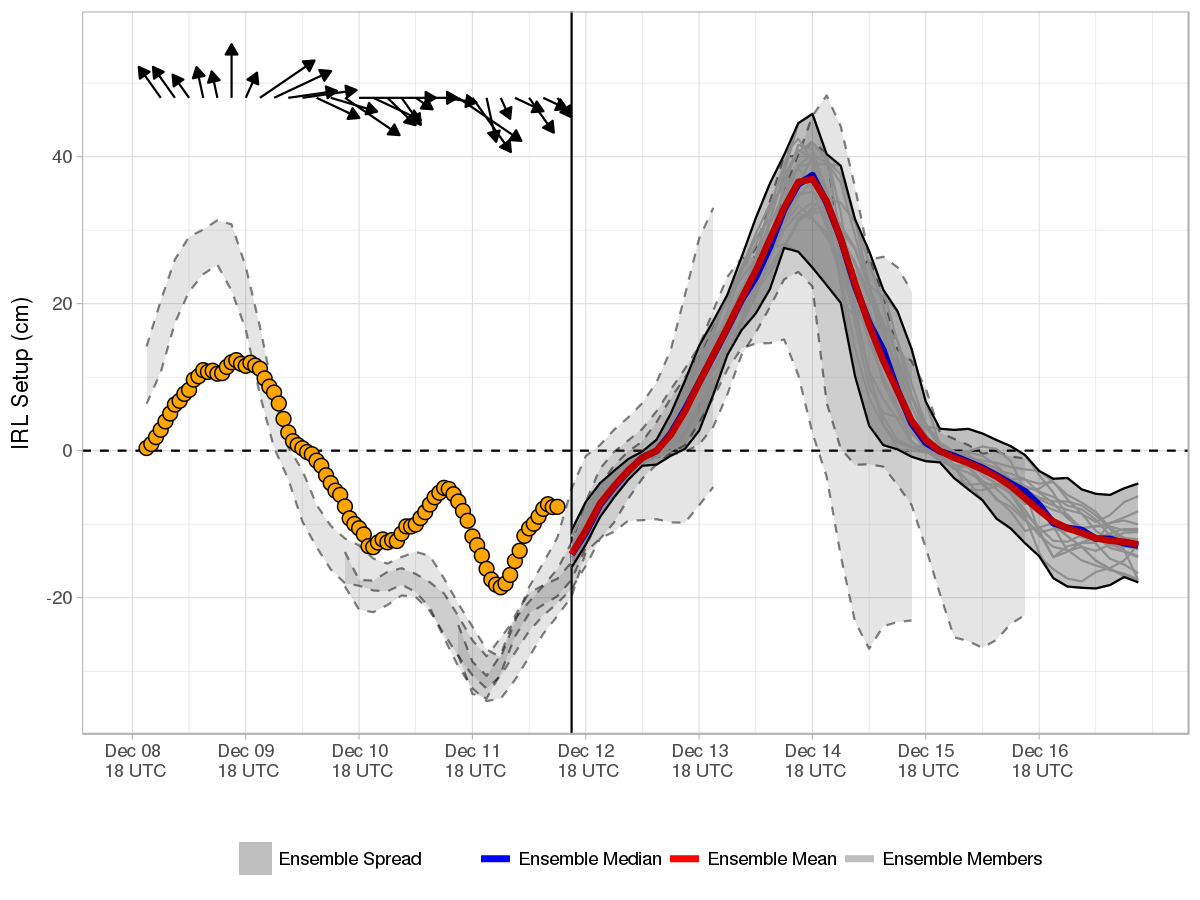 IRL Setup (cm)
40
20
0
-20
Dec 08 Dec 09 Dec 10 Dec 11 Dec 12 Dec 13 Dec 14 Dec 15 Dec 16
18 UTC 18 UTC 18 UTC 18 UTC 18 UTC 18 UTC 18 UTC 18 UTC 18 UTC
Ensemble Spread Ensemble Median Ensemble Mean Ensemble Members